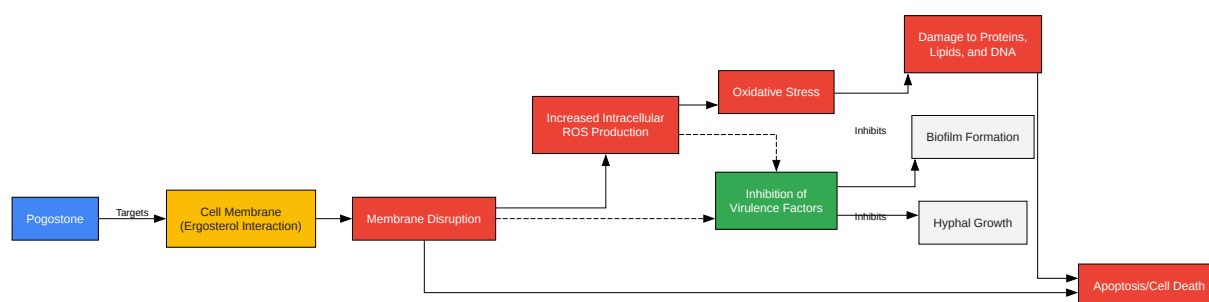 Pogostone
Targets
Cell Membrane
(Ergosterol Interaction)
Membrane Disruption
Increased Intracellular
ROS Production
Oxidative Stress
Damage to Proteins,
Lipids, and DNA
Inhibition of
Virulence Factors
Inhibits
Biofilm Formation
Inhibits
Hyphal Growth
Apoptosis/Cell Death